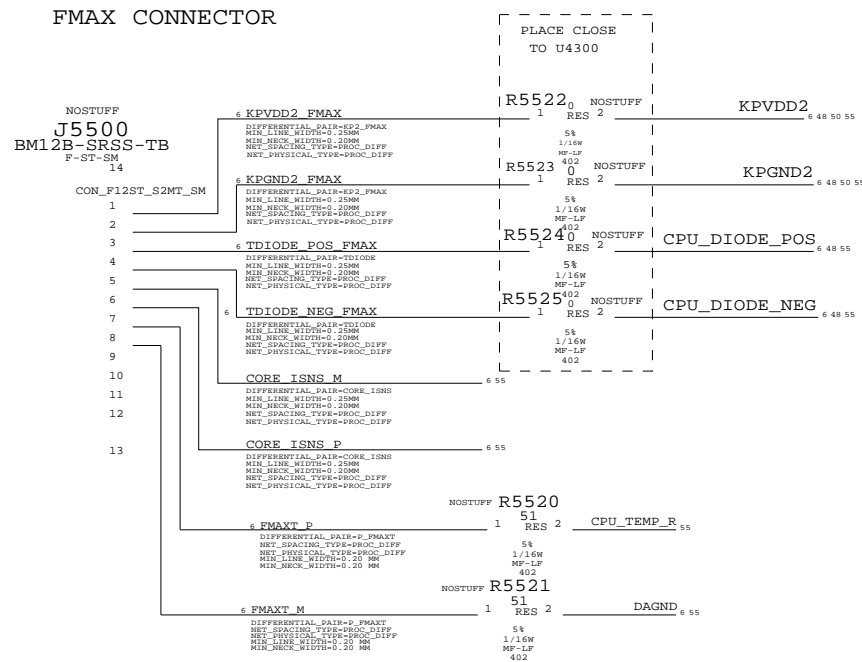 FMAX CONNECTOR
PLACE CLOSE
TO U4300
NOSTUFF
J5500
BM12B-SRSS-TB
F-ST-SM
14
CON_F12ST_S2MT_SM
1
2
3
4
5
6
7
8
9
10
11
12
13
6 KPVDD2_FMAX
DIFFERENTIAL_PAIR=KP2_FMAX
MIN_LINE_WIDTH=0.25MM
MIN_NECK_WIDTH=0.20MM
NET_SPACING_TYPE=PROC_DIFF
NET_PHYSICAL_TYPE=PROC_DIFF
R5522 0 NOSTUFF
1 RES 2
5%
1/16W
MF-LF
402
KPVDD2
6 48 50 55
6 KPGND2_FMAX
DIFFERENTIAL_PAIR=KP2_FMAX
MIN_LINE_WIDTH=0.25MM
MIN_NECK_WIDTH=0.20MM
NET_SPACING_TYPE=PROC_DIFF
NET_PHYSICAL_TYPE=PROC_DIFF
R5523 0 NOSTUFF
1 RES 2
5%
1/16W
MF-LF
402
KPGND2
6 48 50 55
6 TDIODE_POS_FMAX
DIFFERENTIAL_PAIR=TDIODE
MIN_LINE_WIDTH=0.25MM
MIN_NECK_WIDTH=0.20MM
NET_SPACING_TYPE=PROC_DIFF
NET_PHYSICAL_TYPE=PROC_DIFF
R5524 0 NOSTUFF
1 RES 2
5%
1/16W
MF-LF
402
CPU_DIODE_POS
6 48 55
6 TDIODE_NEG_FMAX
DIFFERENTIAL_PAIR=TDIODE
MIN_LINE_WIDTH=0.25MM
MIN_NECK_WIDTH=0.20MM
NET_SPACING_TYPE=PROC_DIFF
NET_PHYSICAL_TYPE=PROC_DIFF
R5525 0 NOSTUFF
1 RES 2
5%
1/16W
MF-LF
402
CPU_DIODE_NEG
6 48 55
CORE_ISNS_M
6 55
DIFFERENTIAL_PAIR=CORE_ISNS
MIN_LINE_WIDTH=0.25MM
MIN_NECK_WIDTH=0.20MM
NET_SPACING_TYPE=PROC_DIFF
NET_PHYSICAL_TYPE=PROC_DIFF
CORE_ISNS_P
6 55
DIFFERENTIAL_PAIR=CORE_ISNS
MIN_LINE_WIDTH=0.25MM
MIN_NECK_WIDTH=0.20MM
NET_SPACING_TYPE=PROC_DIFF
NET_PHYSICAL_TYPE=PROC_DIFF
6 FMAXT_P
DIFFERENTIAL_PAIR=P_FMAXT
NET_SPACING_TYPE=PROC_DIFF
NET_PHYSICAL_TYPE=PROC_DIFF
MIN_LINE_WIDTH=0.20 MM
MIN_NECK_WIDTH=0.20 MM
NOSTUFF R5520
51
1 RES 2
5%
1/16W
MF-LF
402
CPU_TEMP_R
55
6 FMAXT_M
DIFFERENTIAL_PAIR=P_FMAXT
NET_SPACING_TYPE=PROC_DIFF
NET_PHYSICAL_TYPE=PROC_DIFF
MIN_LINE_WIDTH=0.20 MM
MIN_NECK_WIDTH=0.20 MM
NOSTUFF R5521
51
1 RES 2
5%
1/16W
MF-LF
402
DAGND
6 55